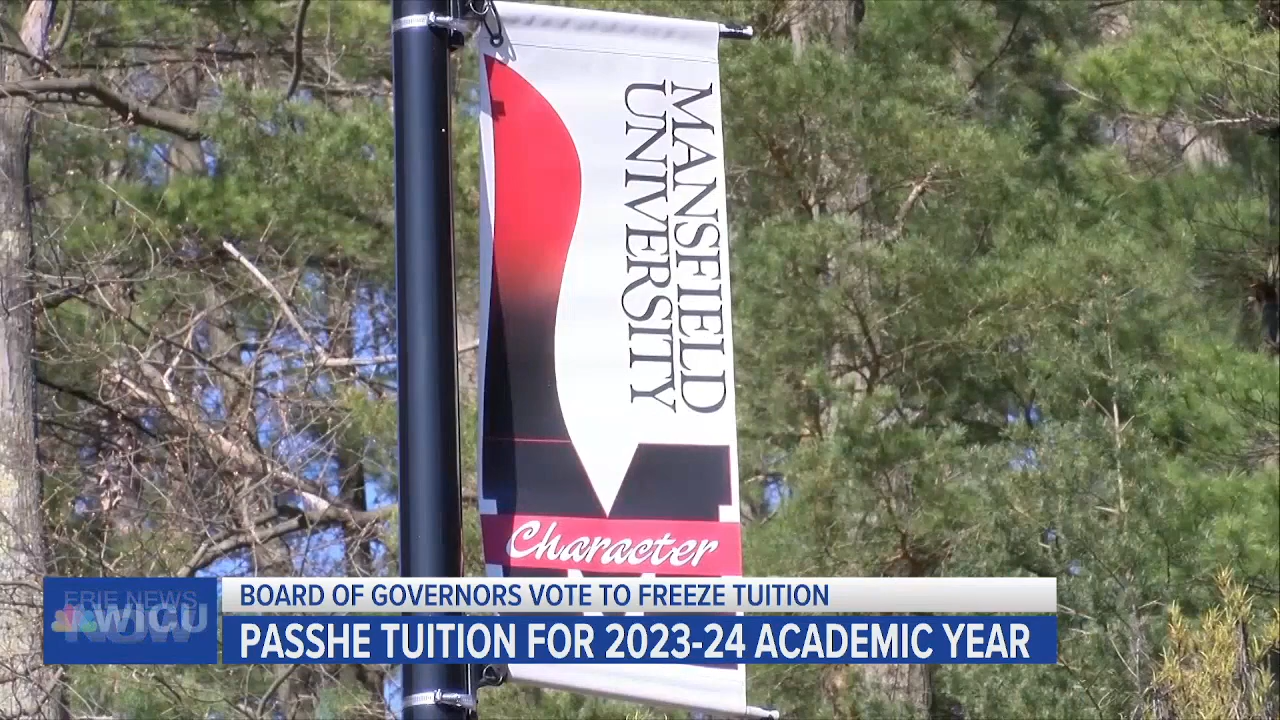 MANSFIELD
UNIVERSITY
Character
ERIE NEWS
WICU
NOW
BOARD OF GOVERNORS VOTE TO FREEZE TUITION
PASSHE TUITION FOR 2023-24 ACADEMIC YEAR